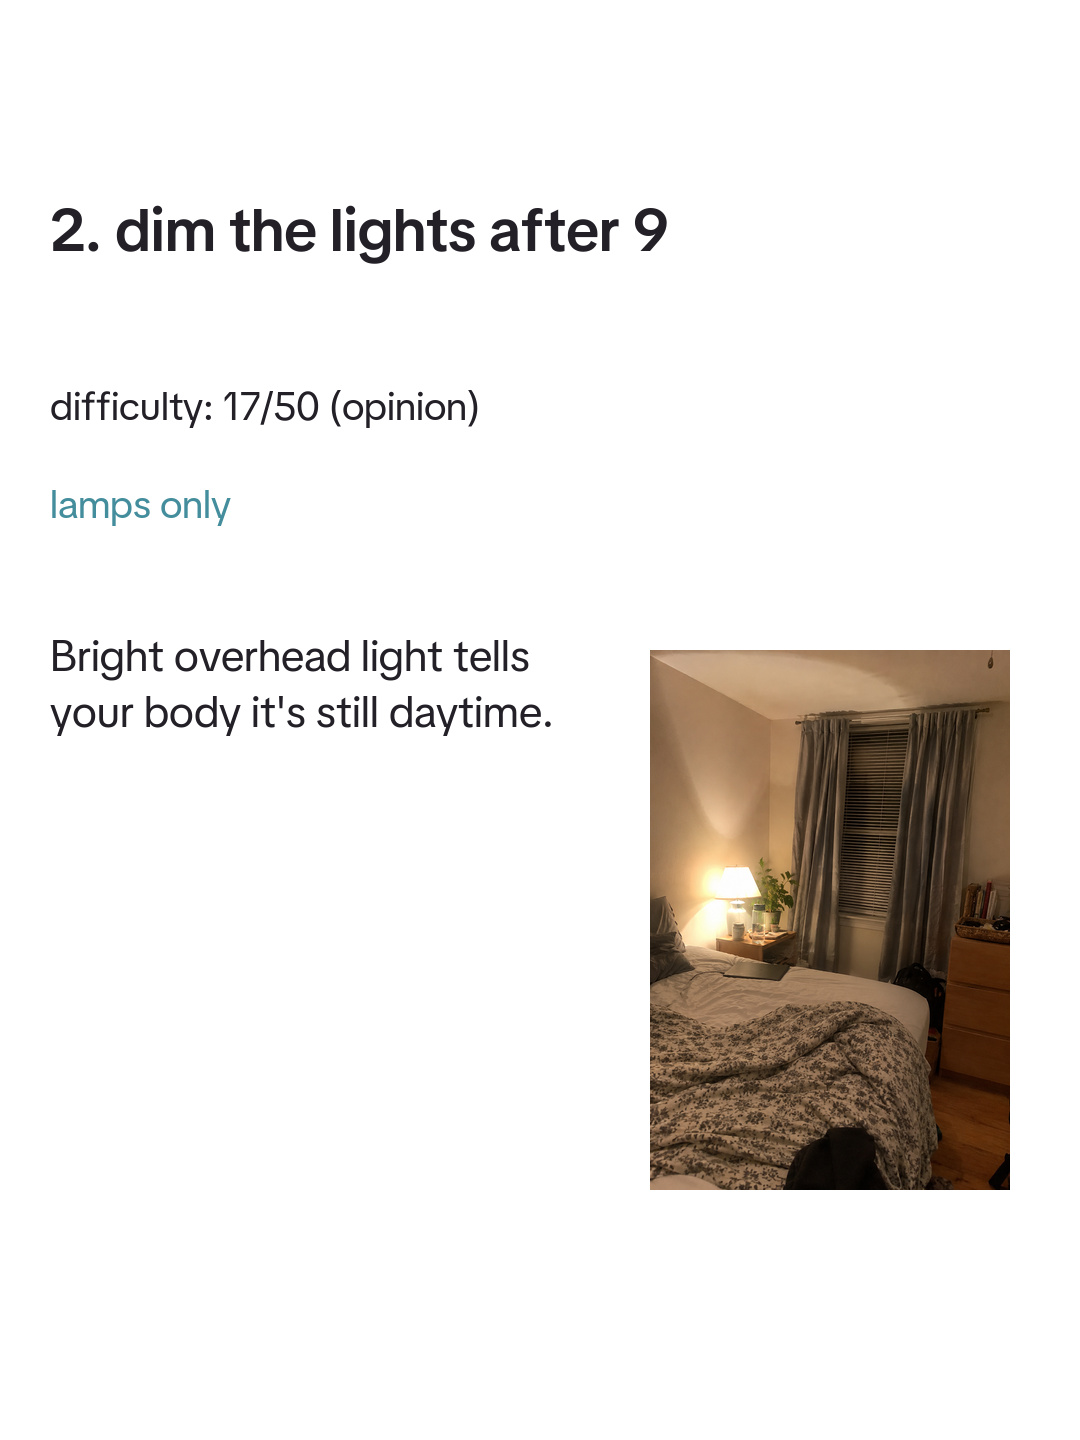 2. dim the lights after 9
difficulty: 17/50 (opinion)
lamps only
Bright overhead light tells
your body it's still daytime.